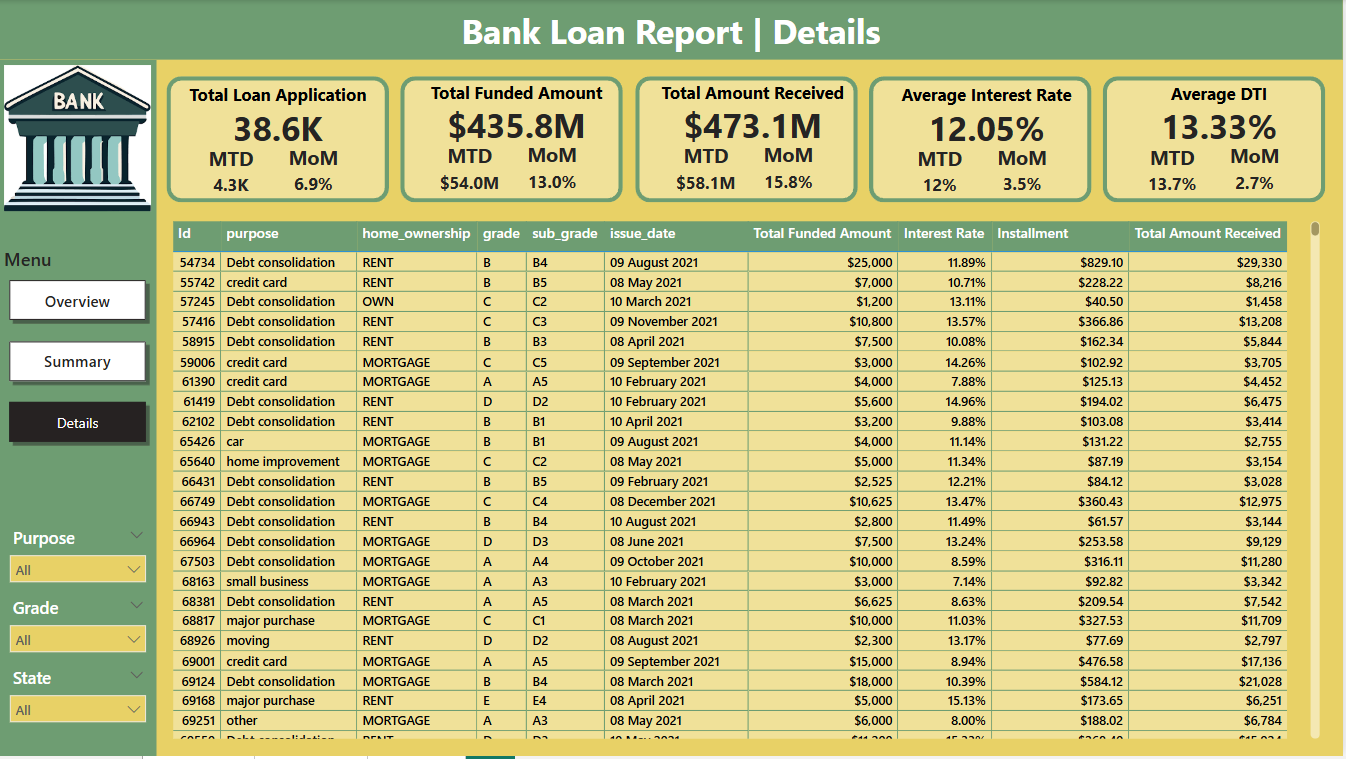 Bank Loan Report | Details
BANK
Total Loan Application
38.6K
MTD MoM
4.3K 6.9%
Total Funded Amount
$435.8M
MTD MoM
$54.0M 13.0%
Total Amount Received
$473.1M
MTD MoM
$58.1M 15.8%
Average Interest Rate
12.05%
MTD MoM
12% 3.5%
Average DTI
13.33%
MTD MoM
13.7% 2.7%
Menu
Overview
Summary
Details
Purpose
All
Grade
All
State
All
Id purpose home_ownership grade sub_grade issue_date Total Funded Amount Interest Rate Installment Total Amount Received
54734 Debt consolidation RENT B B4 09 August 2021 $25,000 11.89% $829.10 $29,330
55742 credit card RENT B B5 08 May 2021 $7,000 10.71% $228.22 $8,216
57245 Debt consolidation OWN C C2 10 March 2021 $1,200 13.11% $40.50 $1,458
57416 Debt consolidation RENT C C3 09 November 2021 $10,800 13.57% $366.86 $13,208
58915 Debt consolidation RENT B B3 08 April 2021 $7,500 10.08% $162.34 $5,844
59006 credit card MORTGAGE C C5 09 September 2021 $3,000 14.26% $102.92 $3,705
61390 credit card MORTGAGE A A5 10 February 2021 $4,000 7.88% $125.13 $4,452
61419 Debt consolidation RENT D D2 10 February 2021 $5,600 14.96% $194.02 $6,475
62102 Debt consolidation RENT B B1 10 April 2021 $3,200 9.88% $103.08 $3,414
65426 car MORTGAGE B B1 09 August 2021 $4,000 11.14% $131.22 $2,755
65640 home improvement MORTGAGE C C2 08 May 2021 $5,000 11.34% $87.19 $3,154
66431 Debt consolidation RENT B B5 09 February 2021 $2,525 12.21% $84.12 $3,028
66749 Debt consolidation MORTGAGE C C4 08 December 2021 $10,625 13.47% $360.43 $12,975
66943 Debt consolidation RENT B B4 10 August 2021 $2,800 11.49% $61.57 $3,144
66964 Debt consolidation MORTGAGE D D3 08 June 2021 $7,500 13.24% $253.58 $9,129
67503 Debt consolidation MORTGAGE A A4 09 October 2021 $10,000 8.59% $316.11 $11,280
68163 small business MORTGAGE A A3 10 February 2021 $3,000 7.14% $92.82 $3,342
68381 Debt consolidation RENT A A5 08 March 2021 $6,625 8.63% $209.54 $7,542
68817 major purchase MORTGAGE C C1 08 March 2021 $10,000 11.03% $327.53 $11,709
68926 moving RENT D D2 08 August 2021 $2,300 13.17% $77.69 $2,797
69001 credit card MORTGAGE A A5 09 September 2021 $15,000 8.94% $476.58 $17,136
69124 Debt consolidation MORTGAGE B B4 08 March 2021 $18,000 10.39% $584.12 $21,028
69168 major purchase RENT E E4 08 April 2021 $5,000 15.13% $173.65 $6,251
69251 other MORTGAGE A A3 08 May 2021 $6,000 8.00% $188.02 $6,784